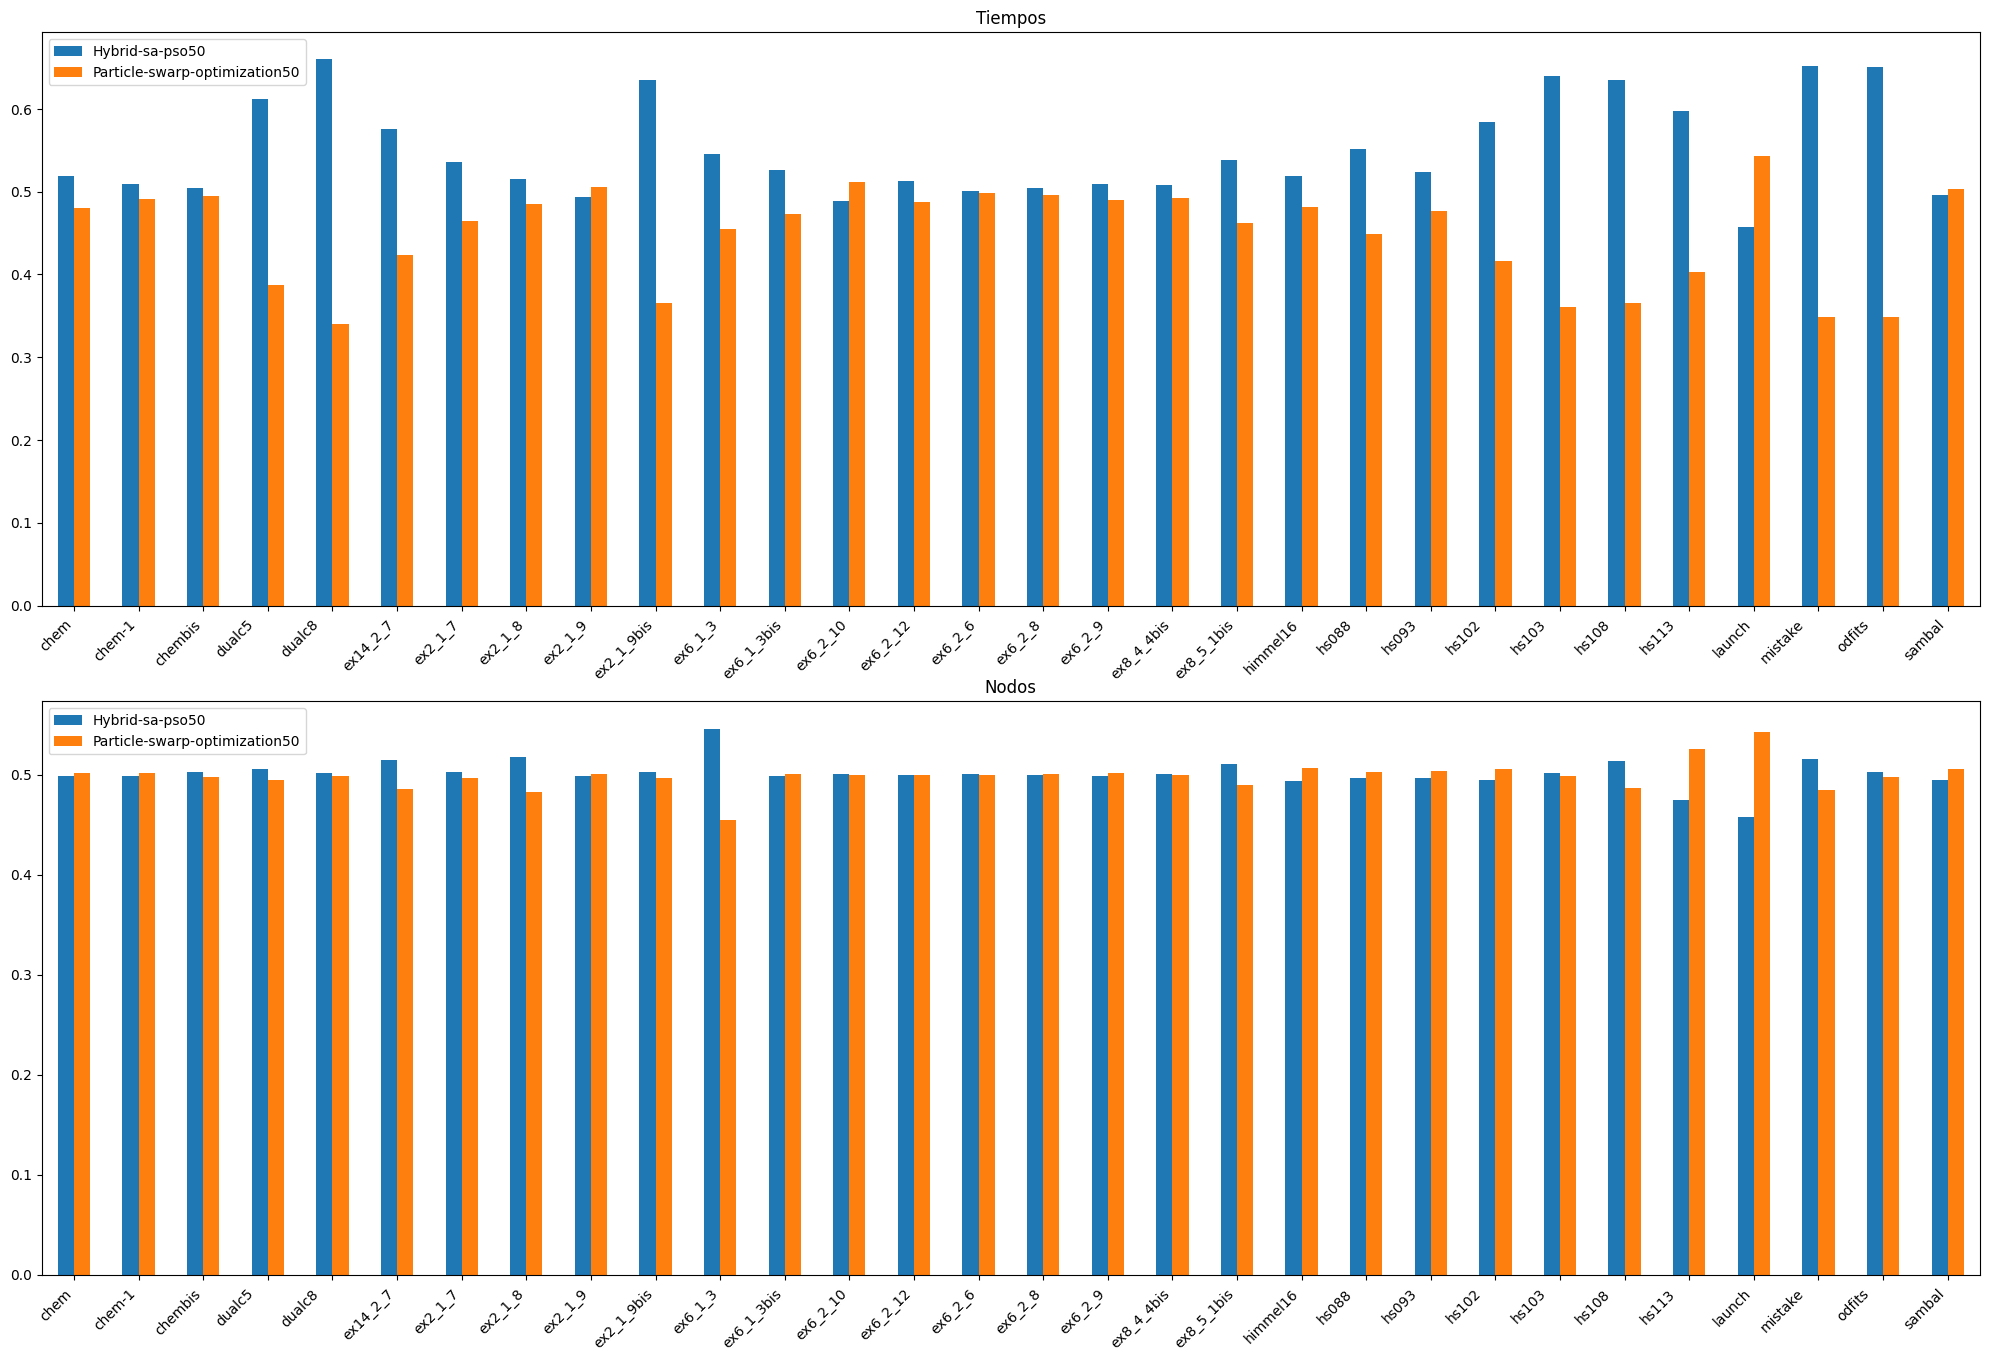 Tiempos
Hybrid-sa-pso50
Particle-swarp-optimization50
0.6
0.5
0.4
0.3
0.2
0.1
0.0
chem
chem-1
chembis
dualc5
dualc8
ex14_2_7
ex2_1_7
ex2_1_8
ex2_1_9
ex2_1_9bis
ex6_1_3
ex6_1_3bis
ex6_2_10
ex6_2_12
ex6_2_6
ex6_2_8
ex6_2_9
ex8_4_4bis
ex8_5_1bis
himmel16
hs088
hs093
hs102
hs103
hs108
hs113
launch
mistake
odfits
sambal
Nodos
Hybrid-sa-pso50
Particle-swarp-optimization50
0.5
0.4
0.3
0.2
0.1
0.0
chem
chem-1
chembis
dualc5
dualc8
ex14_2_7
ex2_1_7
ex2_1_8
ex2_1_9
ex2_1_9bis
ex6_1_3
ex6_1_3bis
ex6_2_10
ex6_2_12
ex6_2_6
ex6_2_8
ex6_2_9
ex8_4_4bis
ex8_5_1bis
himmel16
hs088
hs093
hs102
hs103
hs108
hs113
launch
mistake
odfits
sambal